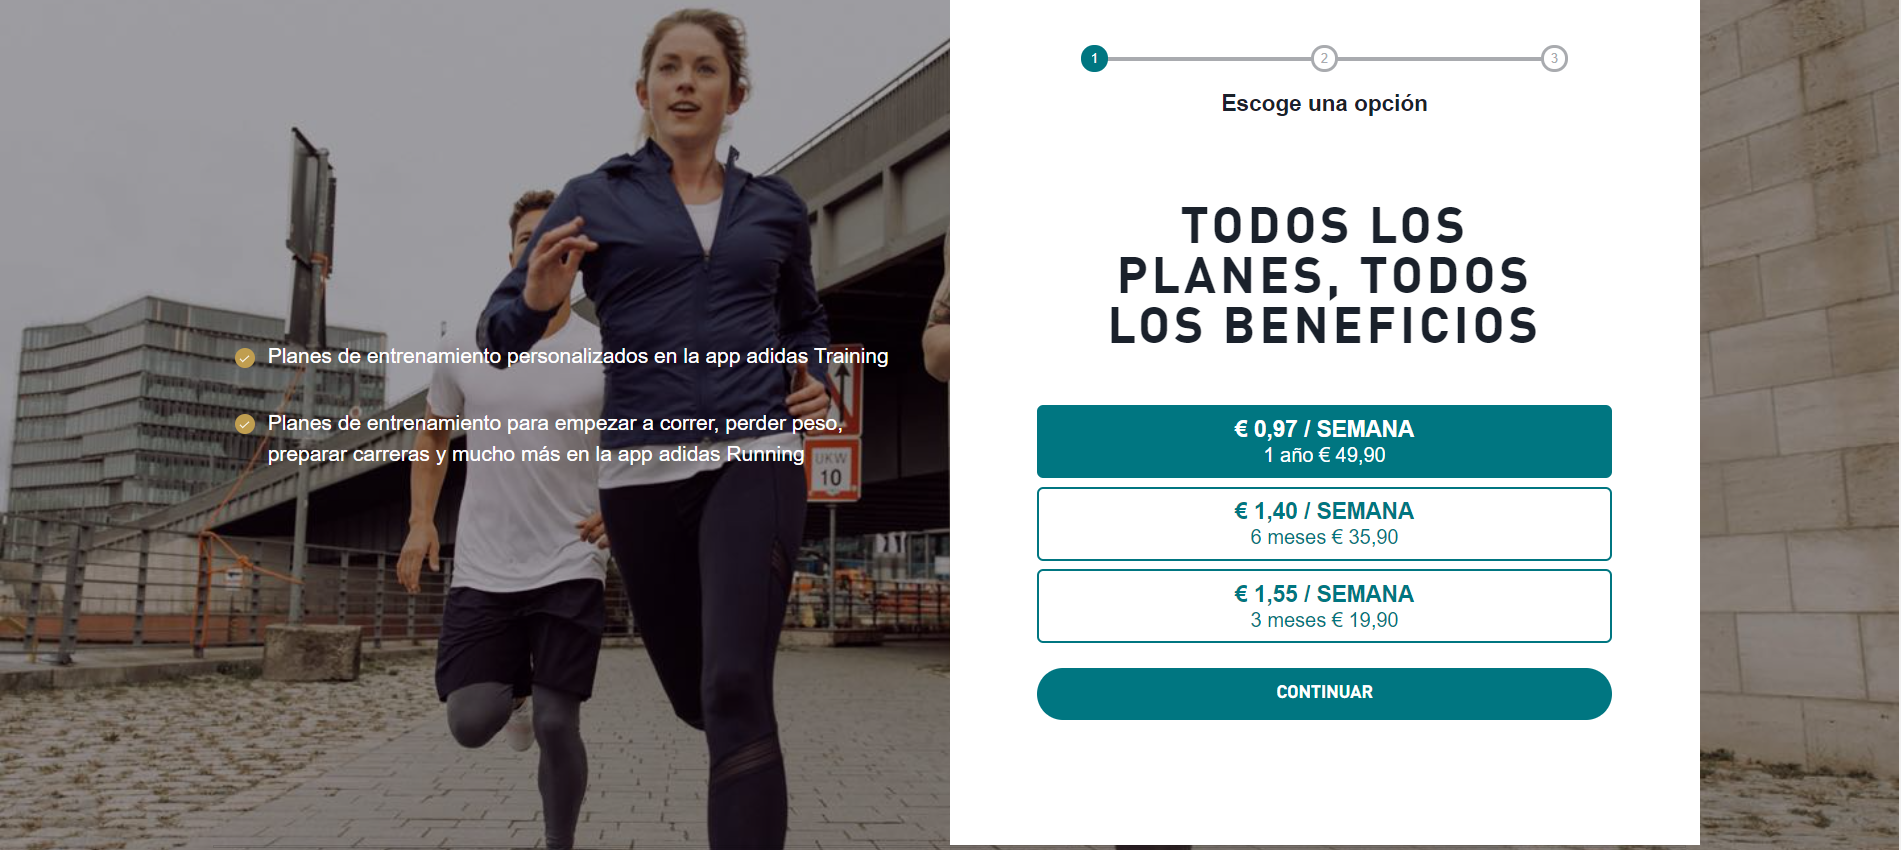 Planes de entrenamiento personalizados en la app adidas Training
Planes de entrenamiento para empezar a correr, perder peso,
preparar carreras y mucho más en la app adidas Running
UKW
10
1
2
3
Escoge una opción
TODOS LOS
PLANES, TODOS
LOS BENEFICIOS
€ 0,97 / SEMANA
1 año € 49,90
€ 1,40 / SEMANA
6 meses € 35,90
€ 1,55 / SEMANA
3 meses € 19,90
CONTINUAR